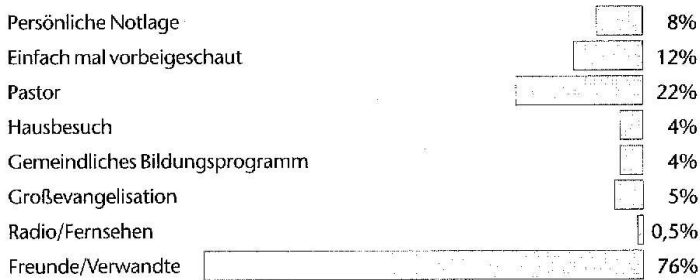 Persönliche Notlage 8%
Einfach mal vorbeigeschaut 12%
Pastor 22%
Hausbesuch 4%
Gemeindliches Bildungsprogramm 4%
Großevangelisation 5%
Radio/Fernsehen 0,5%
Freunde/Verwandte 76%